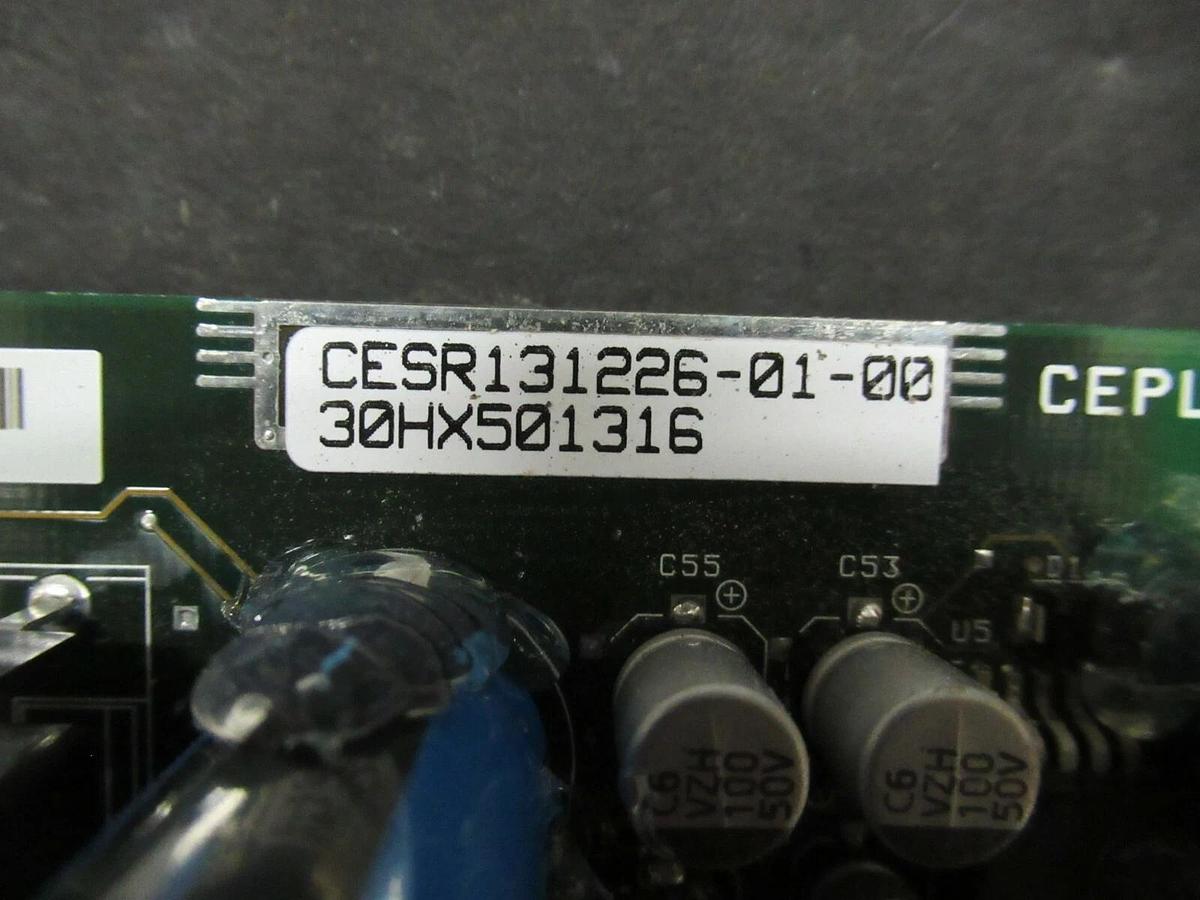 CESR131226-01-00
30HX501316
CEPL
C55
C53
D1
U5
C6
VZH
100
50V
C6
VZH
100
50V